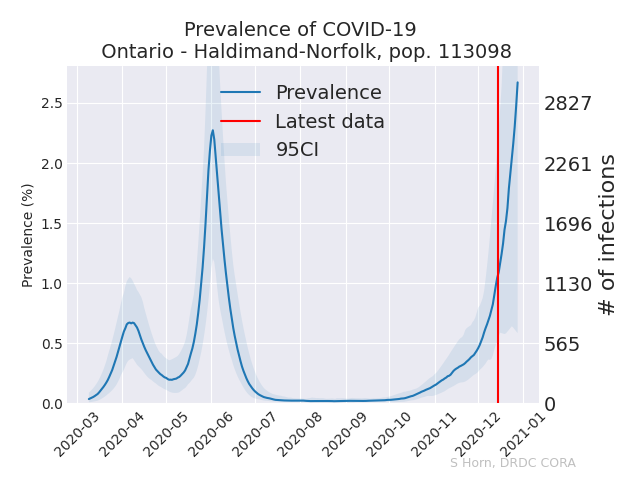 Prevalence of COVID-19
Ontario - Haldimand-Norfolk, pop. 113098
Prevalence
Latest data
95CI
Prevalence (%)
2.5
2.0
1.5
1.0
0.5
0.0
2827
2261
1696
1130
565
0
# of infections
2020-03
2020-04
2020-05
2020-06
2020-07
2020-08
2020-09
2020-10
2020-11
2020-12
2021-01
S Horn, DRDC CORA